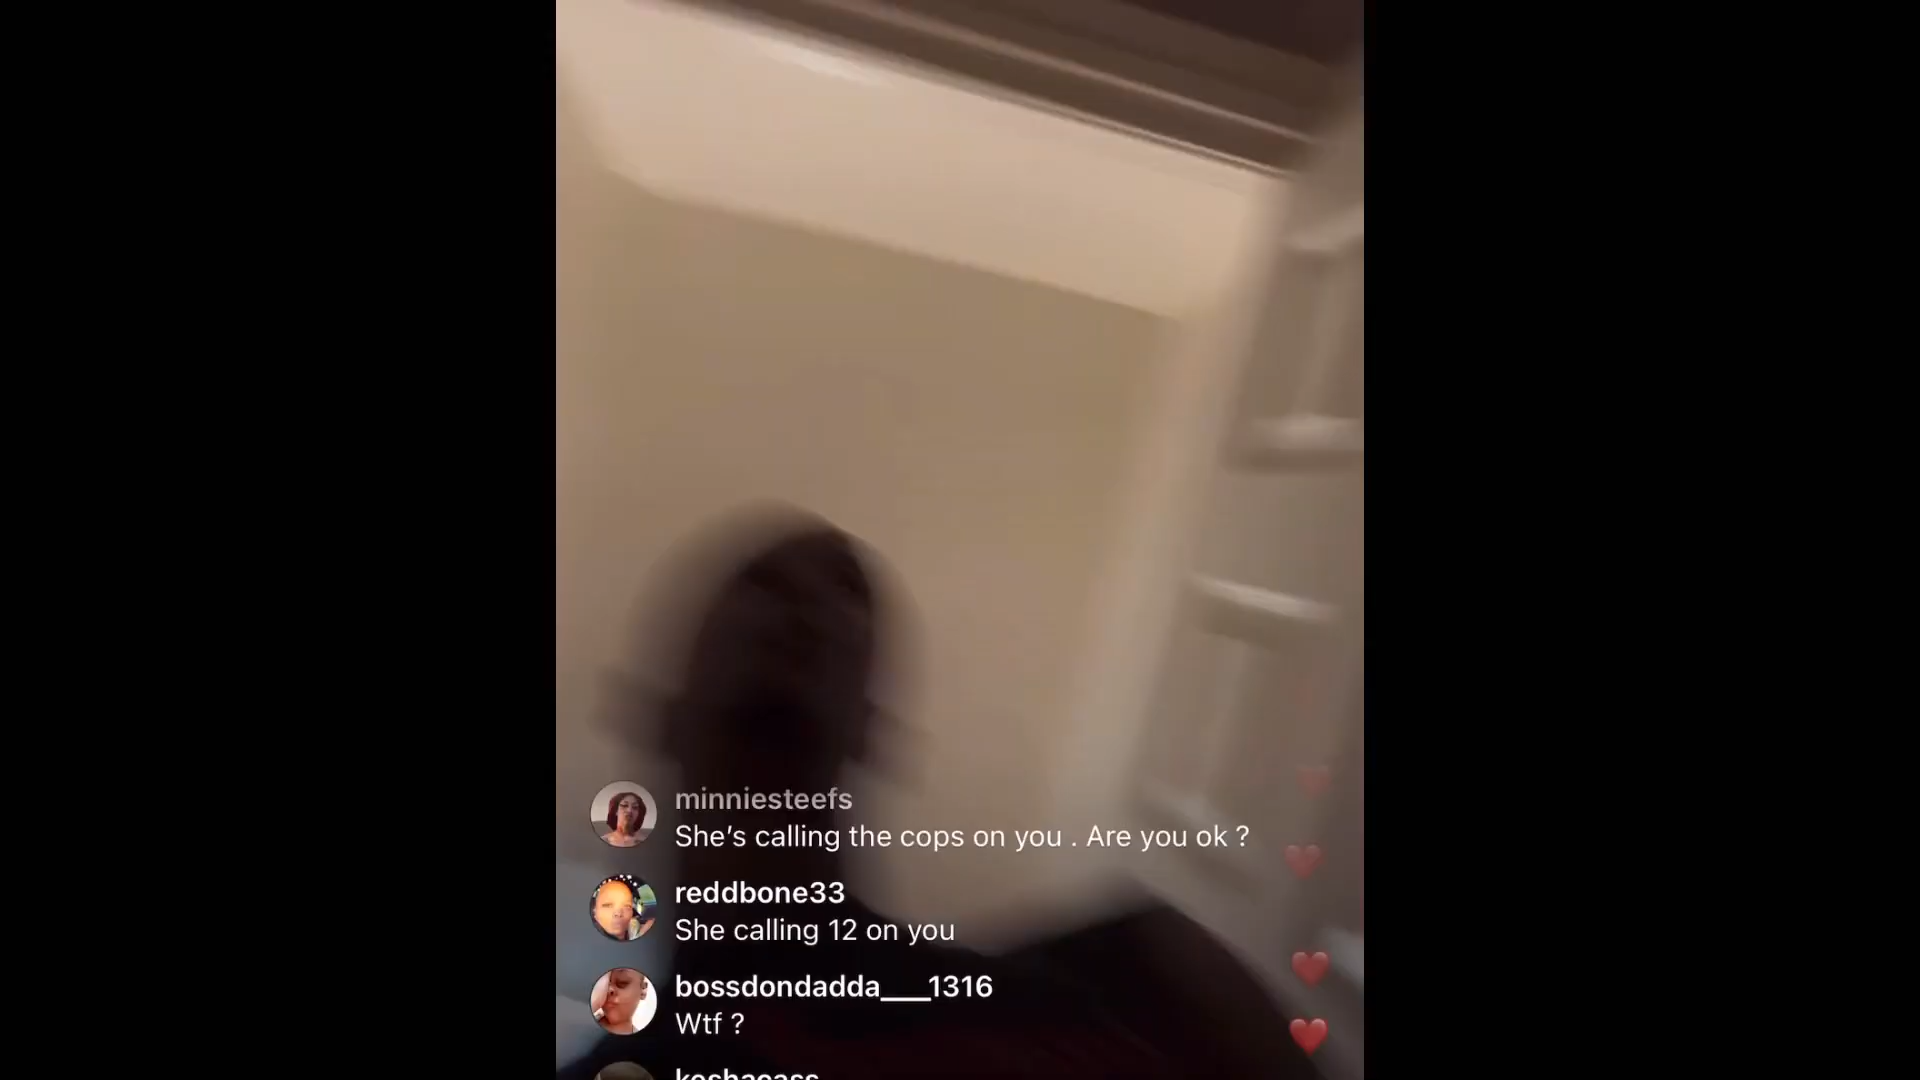 minniesteefs
She’s calling the cops on you . Are you ok ?
reddbone33
She calling 12 on you
bossdondadda___1316
Wtf ?